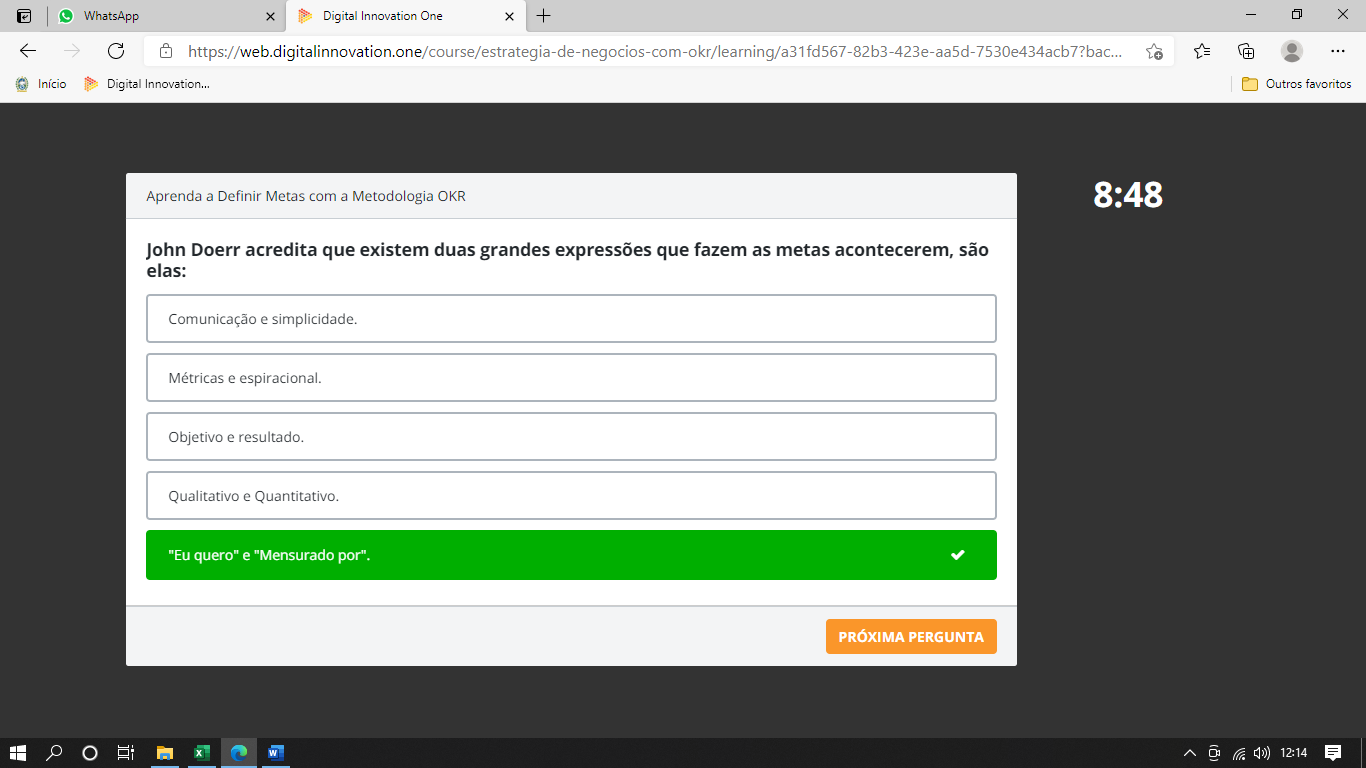 WhatsApp
Digital Innovation One
https://web.digitalinnovation.one/course/estrategia-de-negocios-com-okr/learning/a31fd567-82b3-423e-aa5d-7530e434acb7?bac...
Início
Digital Innovation...
Outros favoritos
Aprenda a Definir Metas com a Metodologia OKR
8:48
John Doerr acredita que existem duas grandes expressões que fazem as metas acontecerem, são
elas:
Comunicação e simplicidade.
Métricas e espiracional.
Objetivo e resultado.
Qualitativo e Quantitativo.
"Eu quero" e "Mensurado por".
PRÓXIMA PERGUNTA
12:14